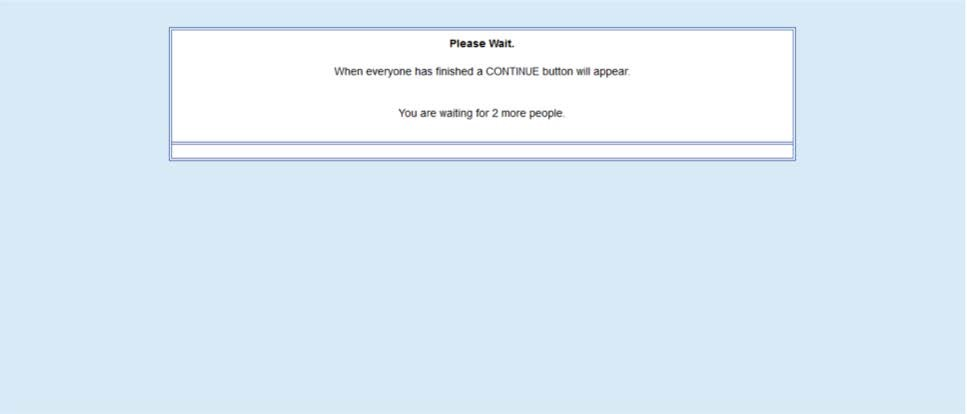 Please Wait.
When everyone has finished a CONTINUE button will appear.
You are waiting for 2 more people.